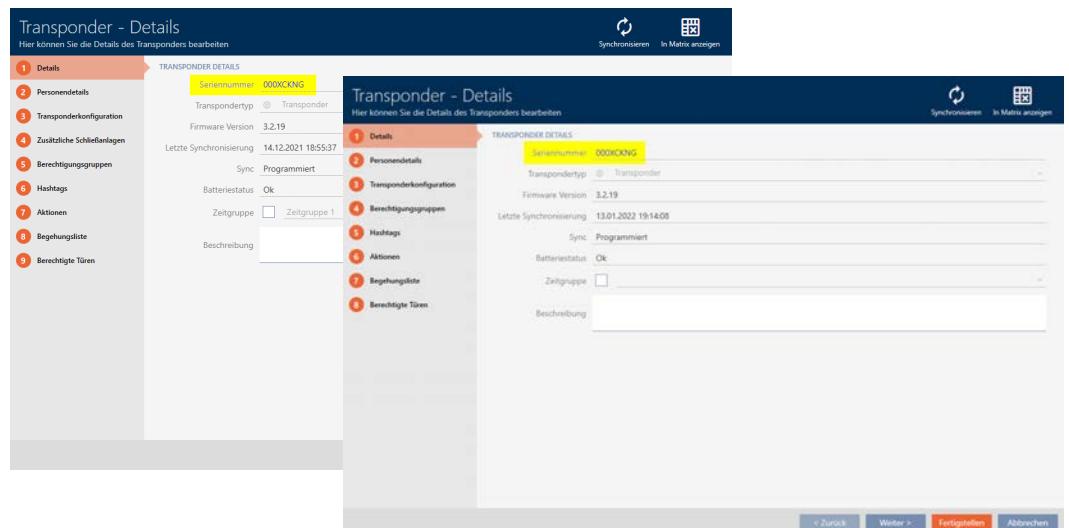 Transponder - Details
Hier können Sie die Details des Transponders bearbeiten
Synchronisieren
In Matrix anzeigen
1 Details
2 Personendetails
3 Transponderkonfiguration
4 Zusätzliche Schließanlagen
5 Berechtigungsgruppen
6 Hashtags
7 Aktionen
8 Begehungsliste
9 Berechtigte Türen
TRANSPONDER DETAILS
Seriennummer 000XCKNG
Transpondertyp Transponder
Firmware Version 3.2.19
Letzte Synchronisierung 14.12.2021 18:55:37
Sync Programmiert
Batteriestatus Ok
Zeitgruppe Zeitgruppe 1
Beschreibung
Transponder - Details
Hier können Sie die Details des Transponders bearbeiten
Synchronisieren
In Matrix anzeigen
1 Details
2 Personendetails
3 Transponderkonfiguration
4 Berechtigungsgruppen
5 Hashtags
6 Aktionen
7 Begehungsliste
8 Berechtigte Türen
TRANSPONDER DETAILS
Seriennummer 000XCKNG
Transpondertyp Transponder
Firmware Version 3.2.19
Letzte Synchronisierung 13.01.2022 19:14:08
Sync Programmiert
Batteriestatus Ok
Zeitgruppe
Beschreibung
< Zurück
Weiter >
Fertigstellen
Abbrechen